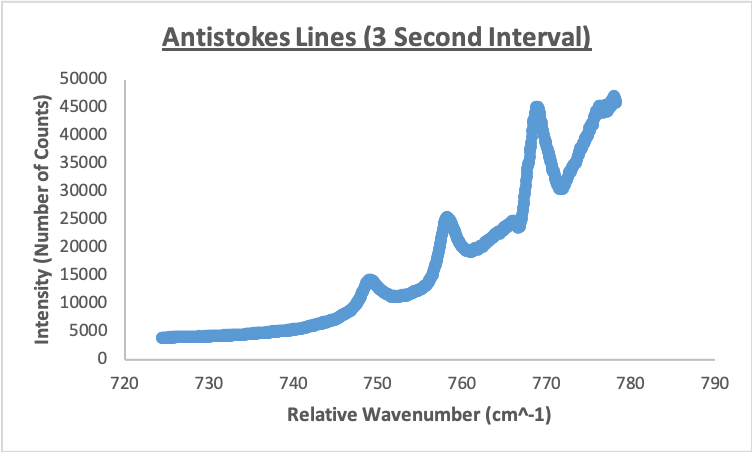 Antistokes Lines (3 Second Interval)
Intensity (Number of Counts)
50000
45000
40000
35000
30000
25000
20000
15000
10000
5000
0
720 730 740 750 760 770 780 790
Relative Wavenumber (cm^-1)